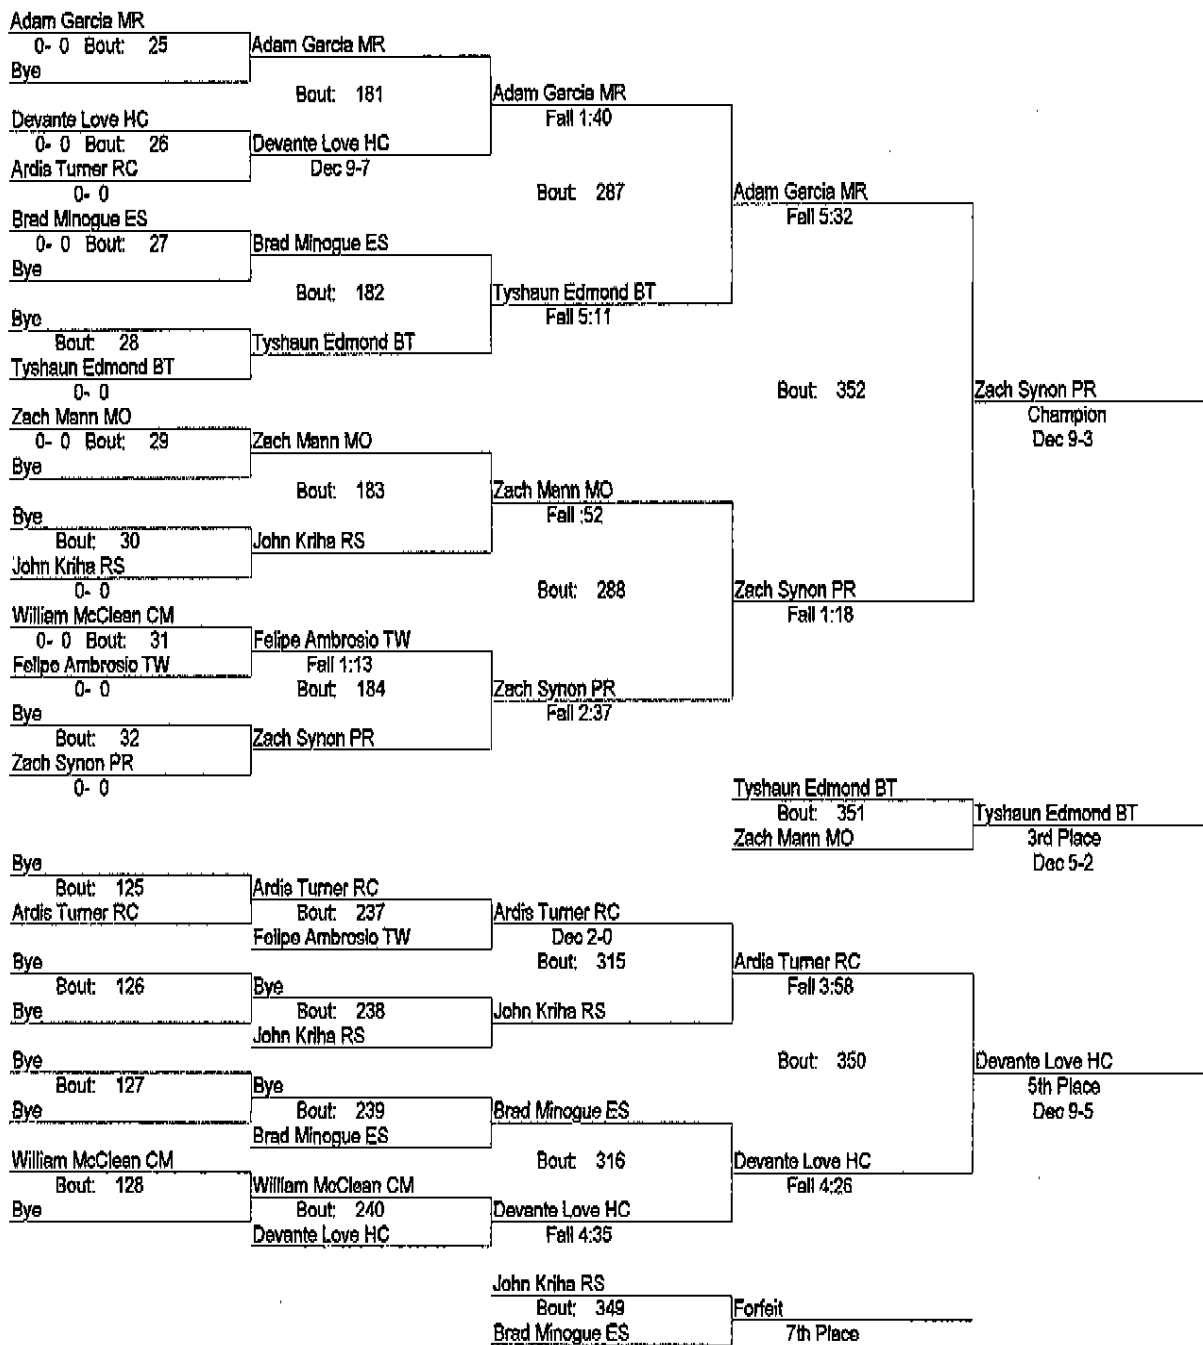 Adam Garcia MR
0- 0 Bout: 25
Bye
Adam Garcia MR
Bout: 181
Devante Love HC
0- 0 Bout: 26
Ardis Turner RC
0- 0
Devante Love HC
Dec 9-7
Adam Garcia MR
Fall 1:40
Bout: 287
Brad Minogue ES
0- 0 Bout: 27
Bye
Brad Minogue ES
Bout: 182
Bye
Bout: 28
Tyshaun Edmond BT
0- 0
Tyshaun Edmond BT
Tyshaun Edmond BT
Fall 5:11
Adam Garcia MR
Fall 5:32
Bout: 352
Zach Mann MO
0- 0 Bout: 29
Bye
Zach Mann MO
Bout: 183
Bye
Bout: 30
John Kriha RS
0- 0
John Kriha RS
Zach Mann MO
Fall :52
Bout: 288
William McClean CM
0- 0 Bout: 31
Felipe Ambrosio TW
0- 0
Felipe Ambrosio TW
Fall 1:13
Bout: 184
Bye
Bout: 32
Zach Synon PR
0- 0
Zach Synon PR
Zach Synon PR
Fall 2:37
Zach Synon PR
Fall 1:18
Zach Synon PR
Champion
Dec 9-3
Tyshaun Edmond BT
Bout: 351
Zach Mann MO
Tyshaun Edmond BT
3rd Place
Dec 5-2
Bye
Bout: 125
Ardis Turner RC
Ardis Turner RC
Bout: 237
Felipe Ambrosio TW
Ardis Turner RC
Dec 2-0
Bout: 315
Bye
Bout: 126
Bye
Bye
Bout: 238
John Kriha RS
John Kriha RS
Ardis Turner RC
Fall 3:58
Bout: 350
Bye
Bout: 127
Bye
Bye
Bout: 239
Brad Minogue ES
Brad Minogue ES
Bout: 316
William McClean CM
Bout: 128
Bye
William McClean CM
Bout: 240
Devante Love HC
Devante Love HC
Fall 4:35
Devante Love HC
Fall 4:26
Devante Love HC
5th Place
Dec 9-5
John Kriha RS
Bout: 349
Brad Minogue ES
Forfeit
7th Place